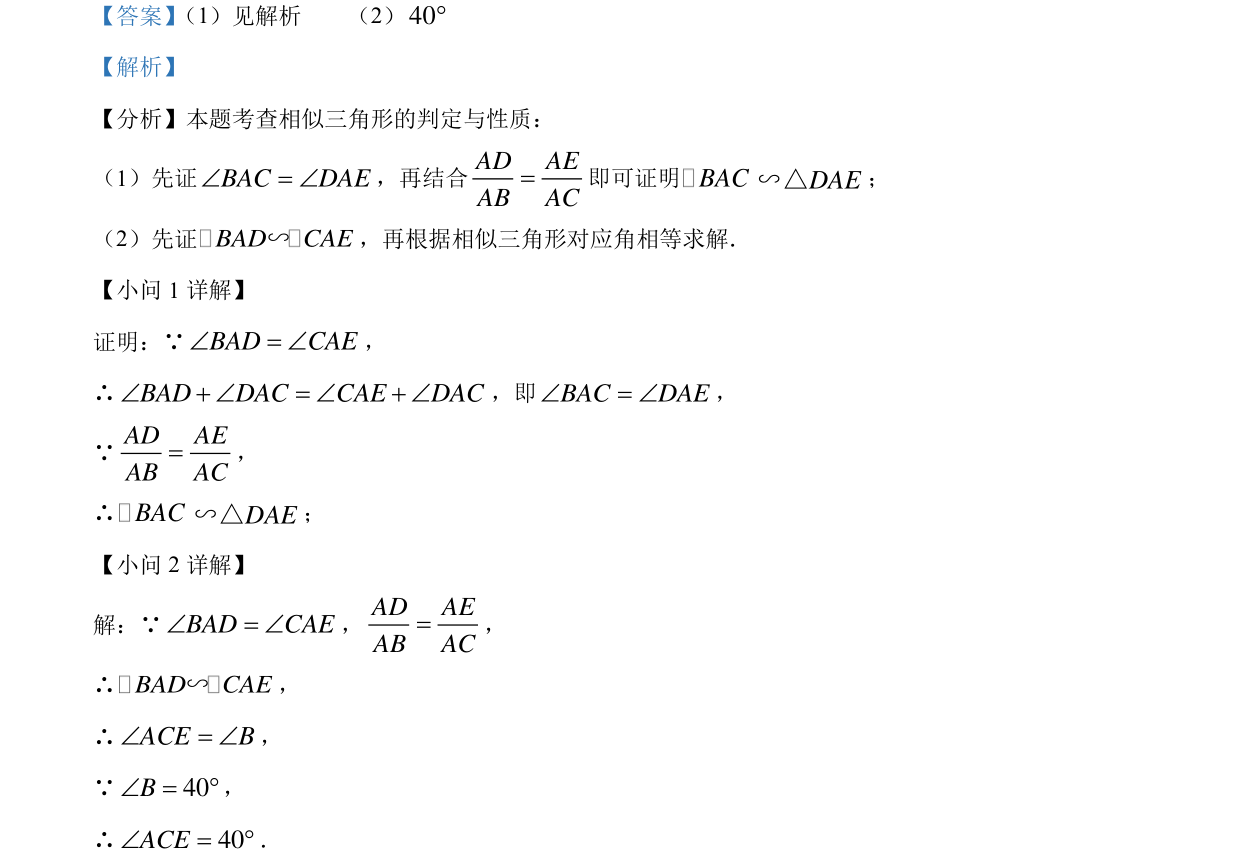 【答案】（1）见解析 （2）40°
【解析】
【分析】本题考查相似三角形的判定与性质：
（1）先证∠BAC = ∠DAE，再结合AD/AB = AE/AC即可证明□BAC ∽△DAE；
（2）先证□BAD∽□CAE，再根据相似三角形对应角相等求解．
【小问 1 详解】
证明：∵∠BAD = ∠CAE，
∴∠BAD + ∠DAC = ∠CAE + ∠DAC，即∠BAC = ∠DAE，
∵AD/AB = AE/AC，
∴□BAC ∽△DAE；
【小问 2 详解】
解：∵∠BAD = ∠CAE，AD/AB = AE/AC，
∴□BAD∽□CAE，
∴∠ACE = ∠B，
∵∠B = 40°，
∴∠ACE = 40°．